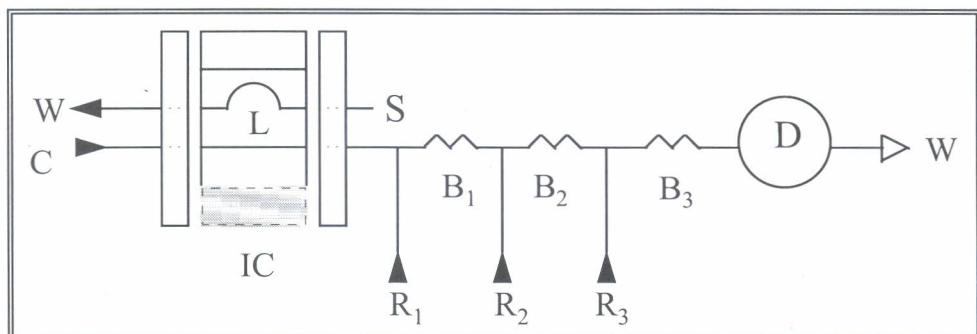 W L S D W
C
B₁ B₂ B₃
IC
R₁ R₂ R₃